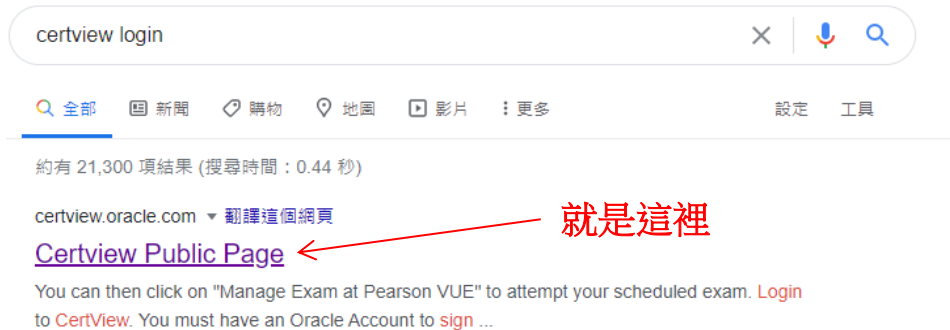 certview login
全部 新聞 購物 地圖 影片 更多 設定 工具
約有 21,300 項結果 (搜尋時間：0.44 秒)
certview.oracle.com 翻譯這個網頁
就是這裡
Certview Public Page
You can then click on "Manage Exam at Pearson VUE" to attempt your scheduled exam. Login
to CertView. You must have an Oracle Account to sign ...